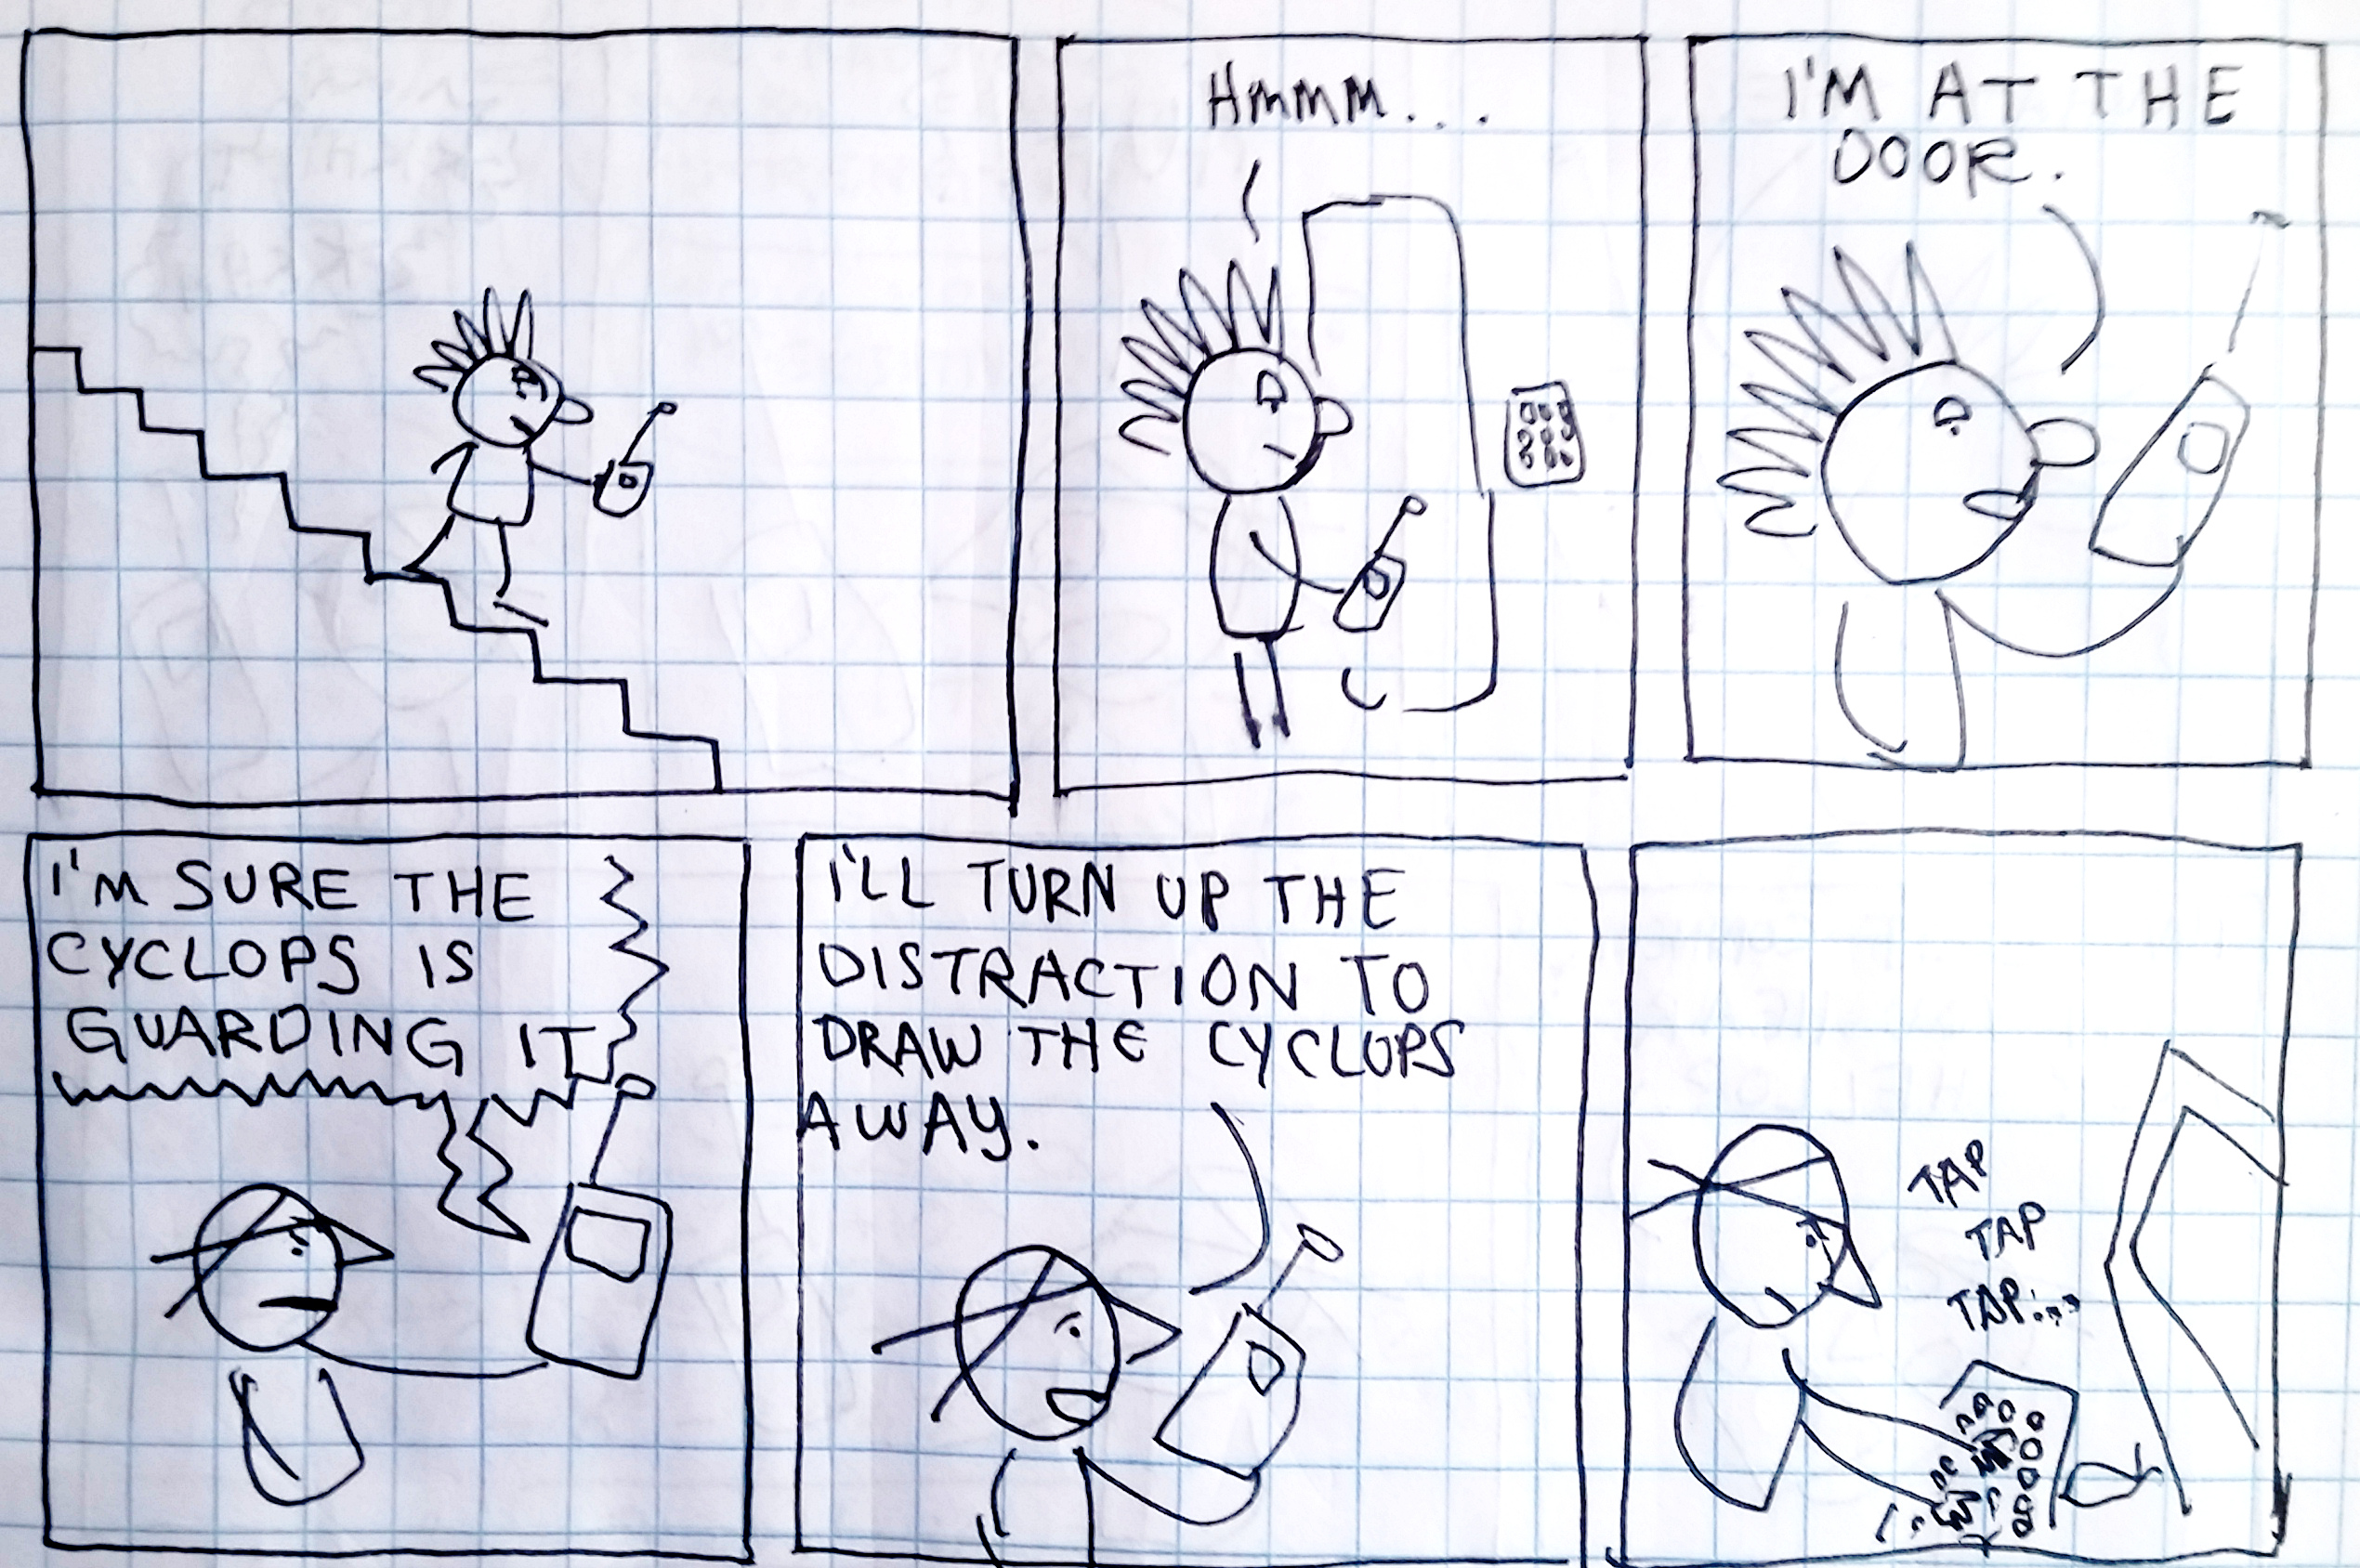 Hmmm...
I'M AT THE
DOOR.
I'M SURE THE
CYCLOPS IS
GUARDING IT
I'LL TURN UP THE
DISTRACTION TO
DRAW THE CYCLOPS
AWAY.
TAP
TAP
TAP...